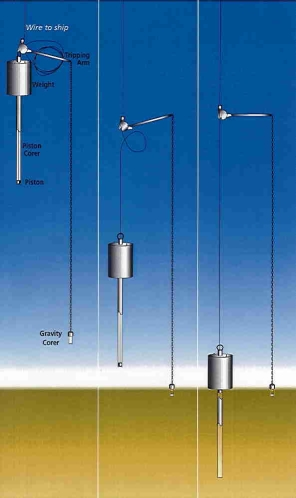 Wire to ship
Tripping
Arm
Weight
Piston
Corer
Piston
Gravity
Corer